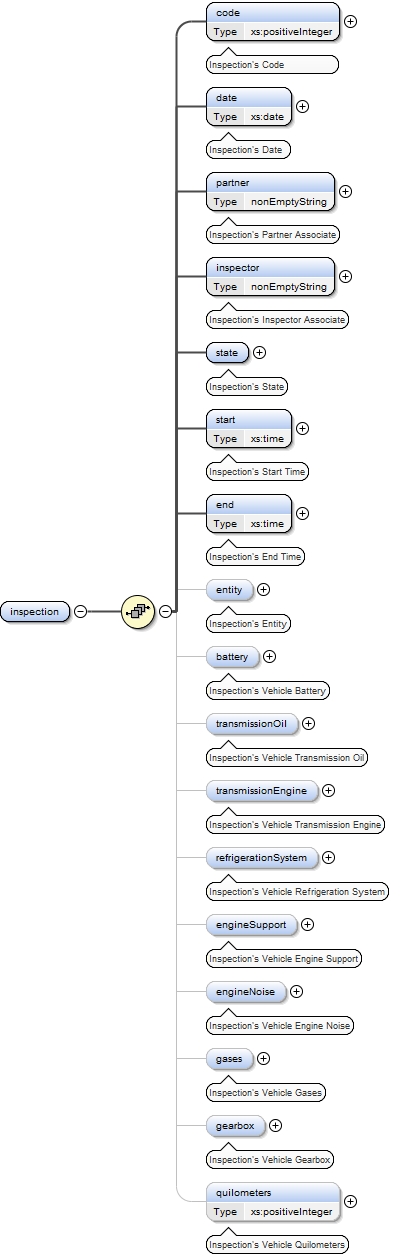 code
Type xs:positiveInteger
Inspection's Code
date
Type xs:date
Inspection's Date
partner
Type nonEmptyString
Inspection's Partner Associate
inspector
Type nonEmptyString
Inspection's Inspector Associate
state
Inspection's State
start
Type xs:time
Inspection's Start Time
end
Type xs:time
Inspection's End Time
entity
inspection
Inspection's Entity
battery
Inspection's Vehicle Battery
transmissionOil
Inspection's Vehicle Transmission Oil
transmissionEngine
Inspection's Vehicle Transmission Engine
refrigerationSystem
Inspection's Vehicle Refrigeration System
engineSupport
Inspection's Vehicle Engine Support
engineNoise
Inspection's Vehicle Engine Noise
gases
Inspection's Vehicle Gases
gearbox
Inspection's Vehicle Gearbox
quilometers
Type xs:positiveInteger
Inspection's Vehicle Quilometers